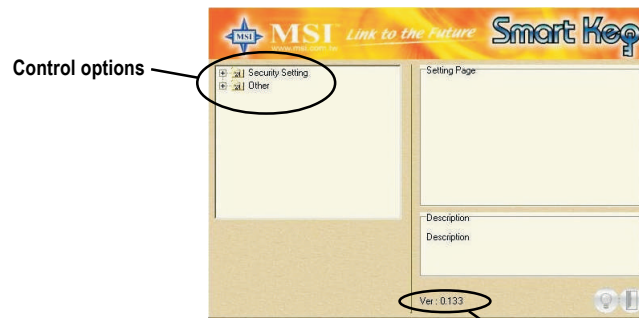 MSI Link to the Future Smart Key
www.msi.com.tw
Control options
Security Setting
Other
Setting Page
Description
Description
Ver : 0.133